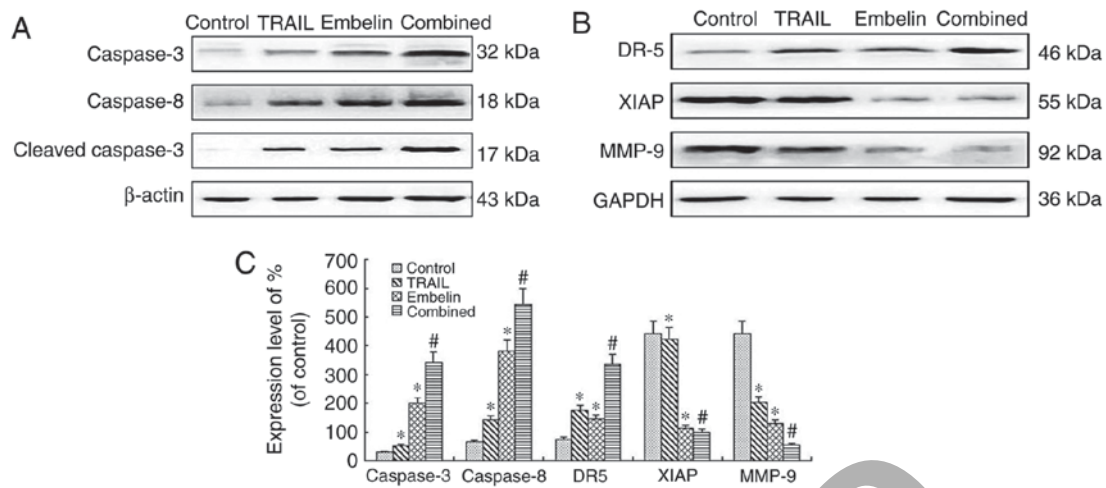 A
Control TRAIL Embelin Combined
Caspase-3 32 kDa
Caspase-8 18 kDa
Cleaved caspase-3 17 kDa
β-actin 43 kDa
B
Control TRAIL Embelin Combined
DR-5 46 kDa
XIAP 55 kDa
MMP-9 92 kDa
GAPDH 36 kDa
C
Expression level of %
(of control)
700
600
500
400
300
200
100
0
Control
TRAIL
Embelin
Combined
* * #
* * #
* * #
* * #
* * #
Caspase-3 Caspase-8 DR5 XIAP MMP-9